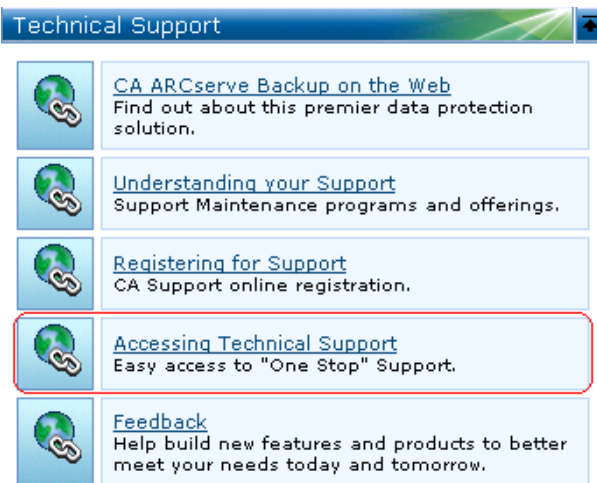 Technical Support
CA ARCserve Backup on the Web
Find out about this premier data protection
solution.
Understanding your Support
Support Maintenance programs and offerings.
Registering for Support
CA Support online registration.
Accessing Technical Support
Easy access to "One Stop" Support.
Feedback
Help build new features and products to better
meet your needs today and tomorrow.